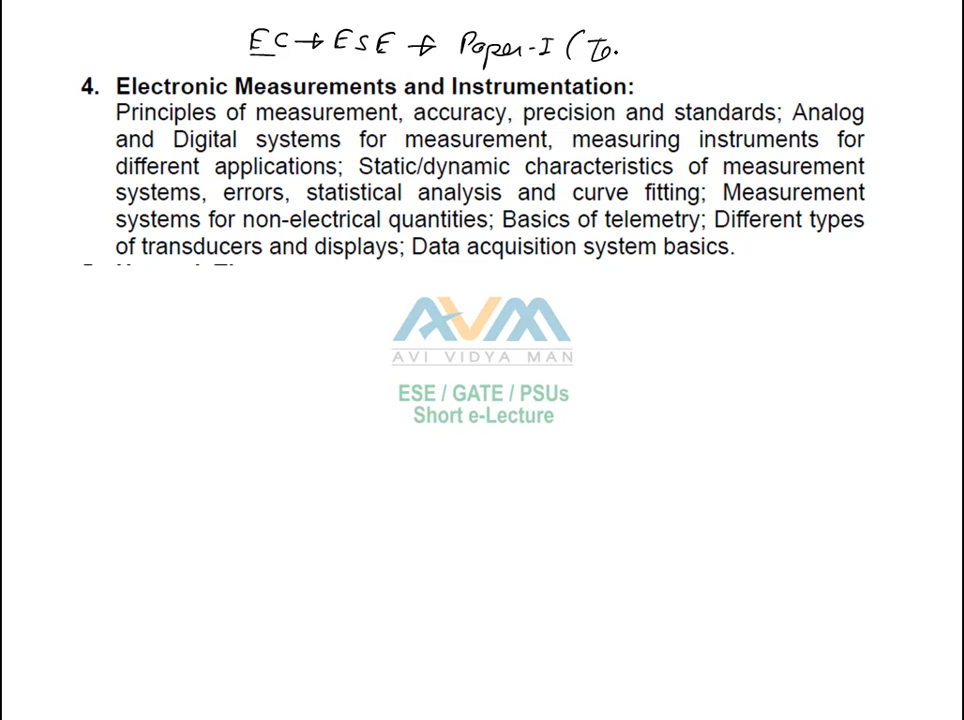 EC → ESE → Paper-I (To.
4. Electronic Measurements and Instrumentation:
Principles of measurement, accuracy, precision and standards; Analog
and Digital systems for measurement, measuring instruments for
different applications; Static/dynamic characteristics of measurement
systems, errors, statistical analysis and curve fitting; Measurement
systems for non-electrical quantities; Basics of telemetry; Different types
of transducers and displays; Data acquisition system basics.
AVM
AVI VIDYA MAN
ESE / GATE / PSUs
Short e-Lecture